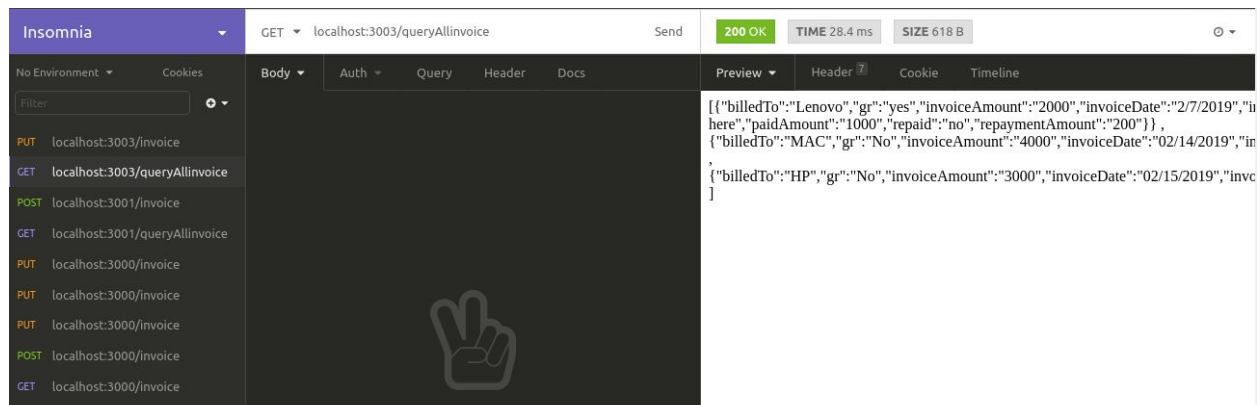 Insomnia
GET localhost:3003/queryAllinvoice Send
200 OK TIME 28.4 ms SIZE 618 B
No Environment Cookies
Body Auth Query Header Docs
Preview Header 7 Cookie Timeline
Filter
PUT localhost:3003/invoice
GET localhost:3003/queryAllinvoice
POST localhost:3001/invoice
GET localhost:3001/queryAllinvoice
PUT localhost:3000/invoice
PUT localhost:3000/invoice
PUT localhost:3000/invoice
POST localhost:3000/invoice
GET localhost:3000/invoice
[{"billedTo":"Lenovo","gr":"yes","invoiceAmount":"2000","invoiceDate":"2/7/2019","i
here","paidAmount":"1000","repaid":"no","repaymentAmount":"200"}} ,
{"billedTo":"MAC","gr":"No","invoiceAmount":"4000","invoiceDate":"02/14/2019","in
,
{"billedTo":"HP","gr":"No","invoiceAmount":"3000","invoiceDate":"02/15/2019","invo
]